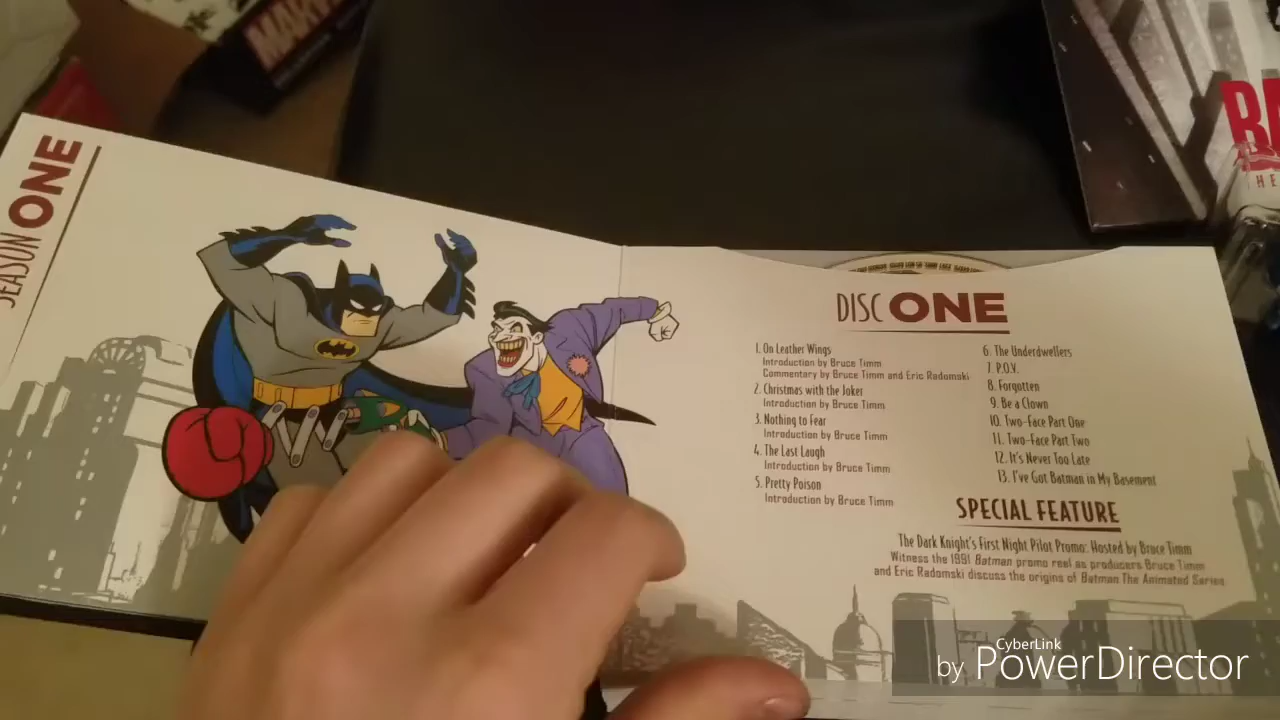 MARVEL
BA
HE
SEASON ONE
DISC ONE
1. On Leather Wings
Introduction by Bruce Timm
Commentary by Bruce Timm and Eric Radomski
2. Christmas with the Joker
Introduction by Bruce Timm
3. Nothing to Fear
Introduction by Bruce Timm
4. The Last Laugh
Introduction by Bruce Timm
5. Pretty Poison
Introduction by Bruce Timm
6. The Underdwellers
7. P.O.V.
8. Forgotten
9. Be a Clown
10. Two-Face Part One
11. Two-Face Part Two
12. It's Never Too Late
13. I've Got Batman in My Basement
SPECIAL FEATURE
The Dark Knight's First Night Pilot Promo: Hosted by Bruce Timm
Witness the 1991 Batman promo reel as producers Bruce Timm
and Eric Radomski discuss the origins of Batman The Animated Series
CyberLink
by PowerDirector